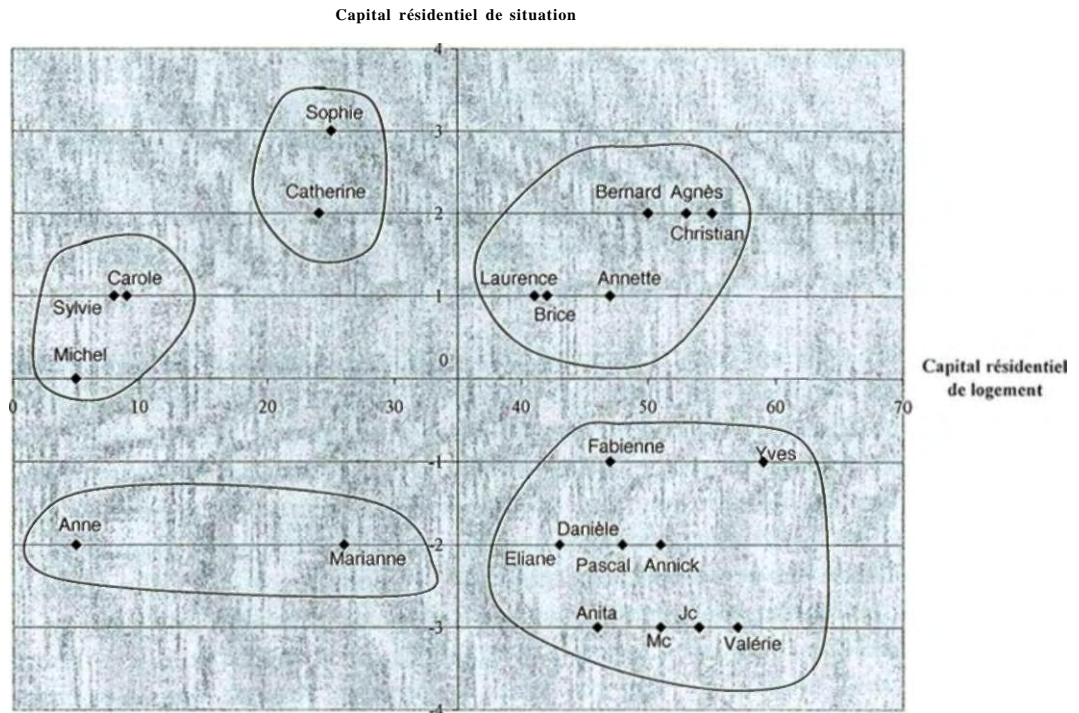 Capital résidentiel de situation
4
Sophie
3
Catherine
Bernard Agnès
2
Christian
Carole
Laurence Annette
Sylvie
1
Brice
Michel
0
Capital résidentiel
de logement
0 10 20 30 40 50 60 70
Fabienne
Yves
-1
Anne
Danièle
-2
Marianne
Eliane
Pascal Annick
Anita Jc
-3
Mc
Valérie
-4